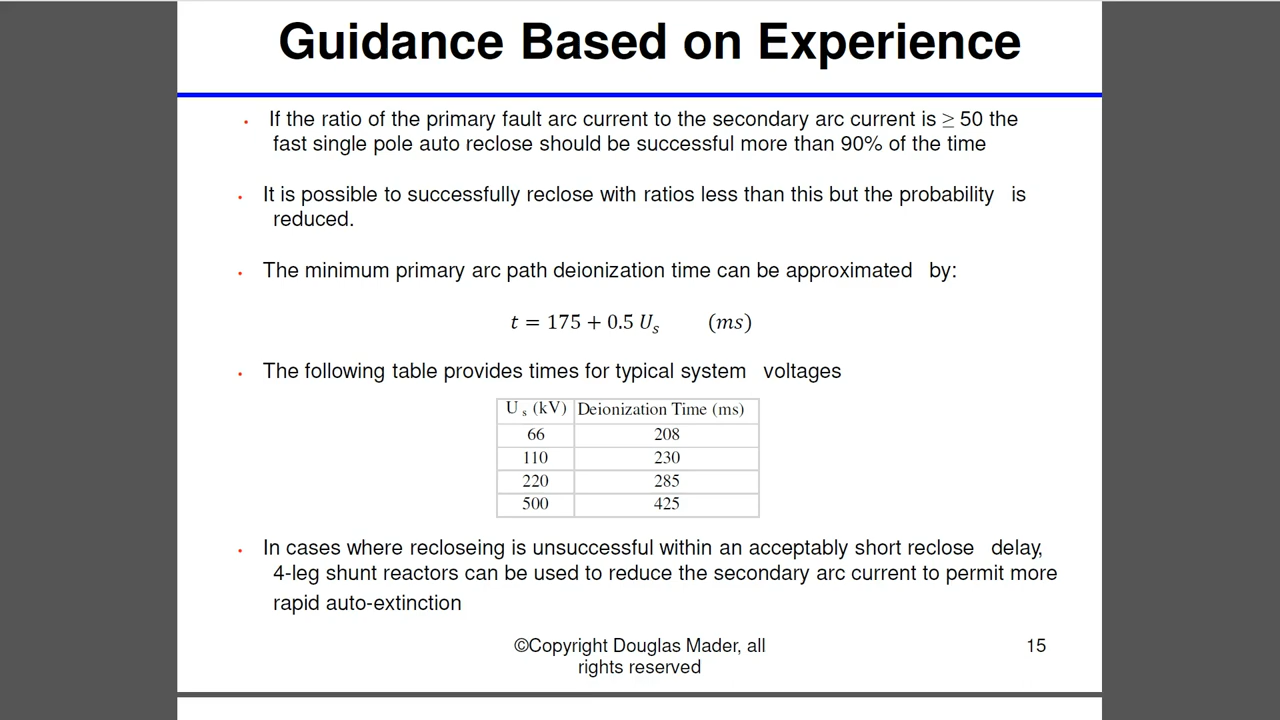 Guidance Based on Experience
• If the ratio of the primary fault arc current to the secondary arc current is ≥ 50 the
fast single pole auto reclose should be successful more than 90% of the time
• It is possible to successfully reclose with ratios less than this but the probability is
reduced.
• The minimum primary arc path deionization time can be approximated by:
t = 175 + 0.5 Uₛ (ms)
• The following table provides times for typical system voltages
U s (kV) Deionization Time (ms)
66 208
110 230
220 285
500 425
• In cases where recloseing is unsuccessful within an acceptably short reclose delay,
4-leg shunt reactors can be used to reduce the secondary arc current to permit more
rapid auto-extinction
©Copyright Douglas Mader, all 15
rights reserved